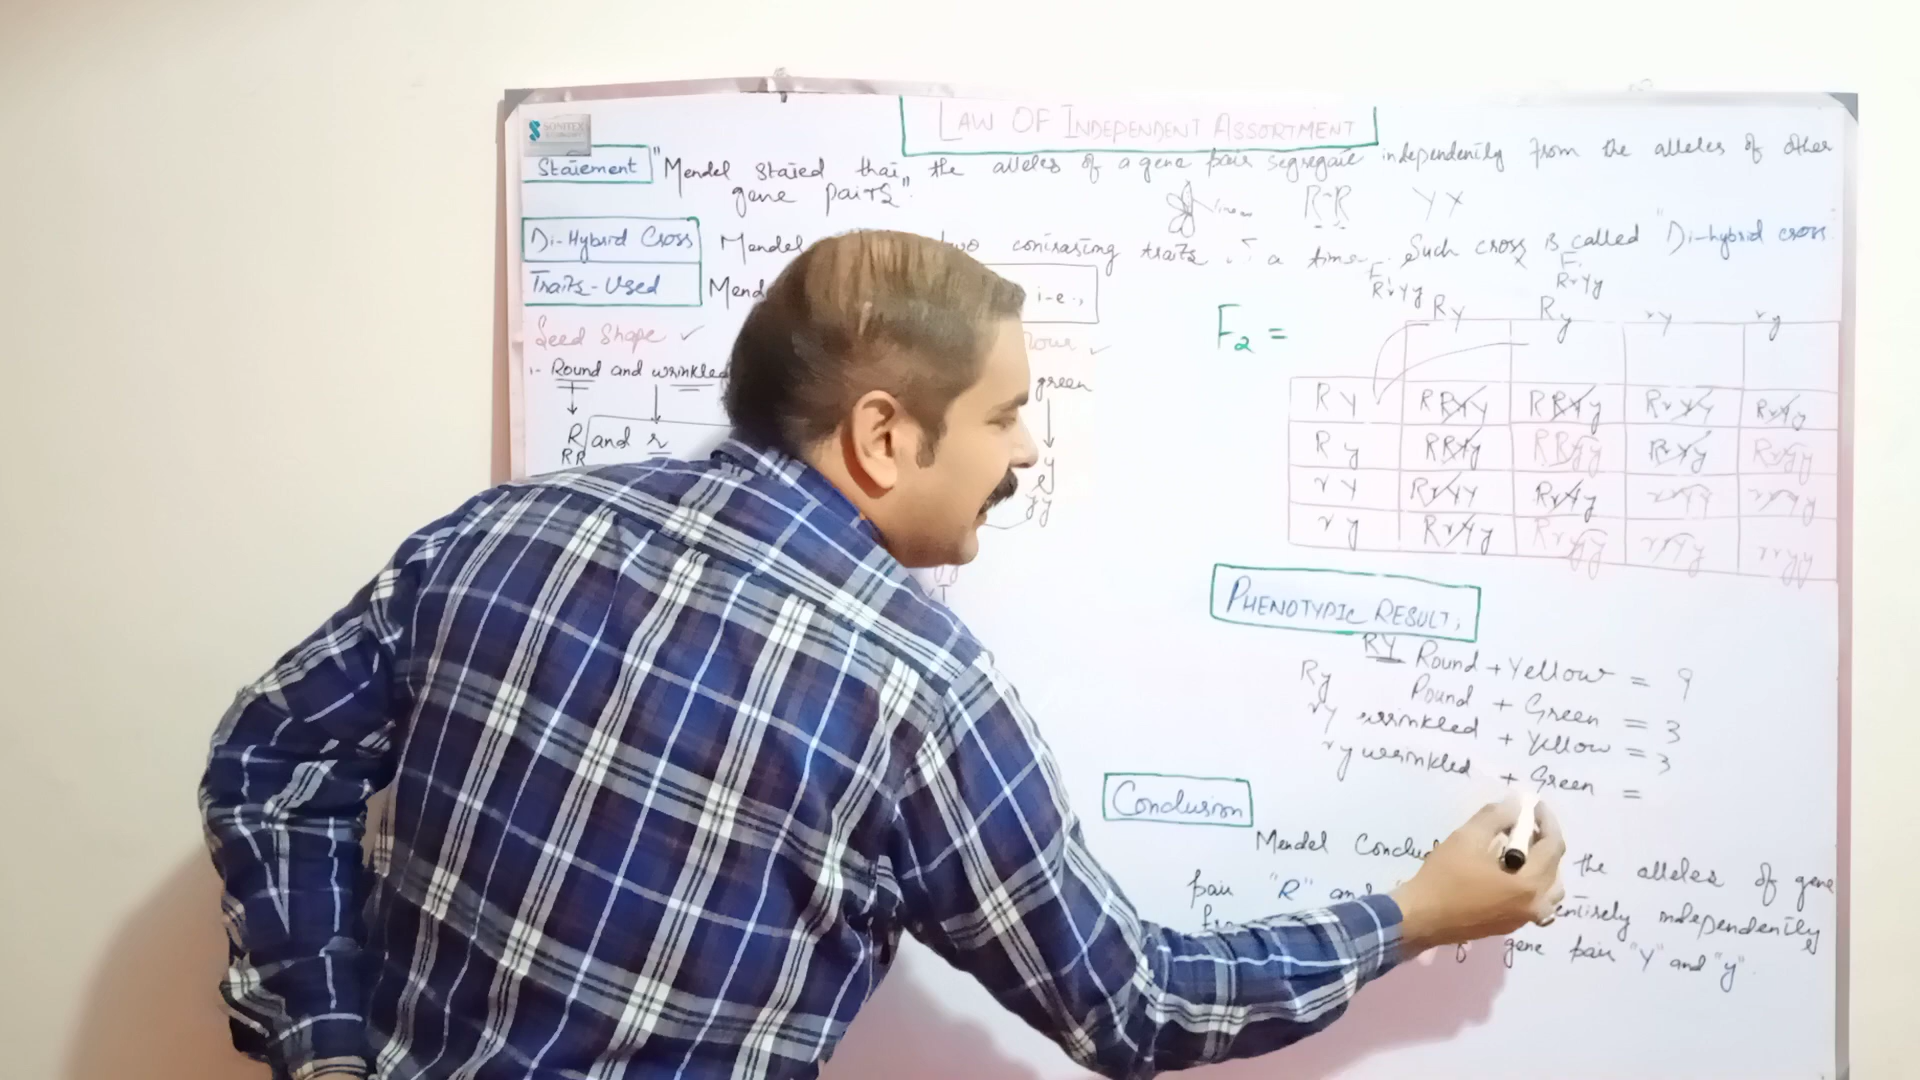 LAW OF INDEPENDENT ASSORTMENT
SONITEX
Statement "Mendel stated that, the alleles of a gene pair segregate independently from the alleles of other
gene pairs".
R-R YY
Di-Hybrid Cross Mendel two contrasting traits a time. Such cross is called "Di-hybrid cross"
Traits-Used Mend i-e.,
F1 F1
RrYy RrYy
F2 =
RY Ry rY ry
Seed Shape ✓
✓
i- Round and wrinkled
green
R and r
RR
y
yy
RY RRYY RRYy RrYY RrYy
Ry RRYy RRyy RrYy Rryy
rY RrYY RrYy rrYY rrYy
ry RrYy Rryy rrYy rryy
PHENOTYPIC RESULT;
RY Round + Yellow = 9
Ry Round + Green = 3
rY wrinkled + Yellow = 3
ry wrinkled + Green =
Conclusion
Mendel the alleles of gene
pair "R" and entirely independently
of gene pair "Y" and "y".